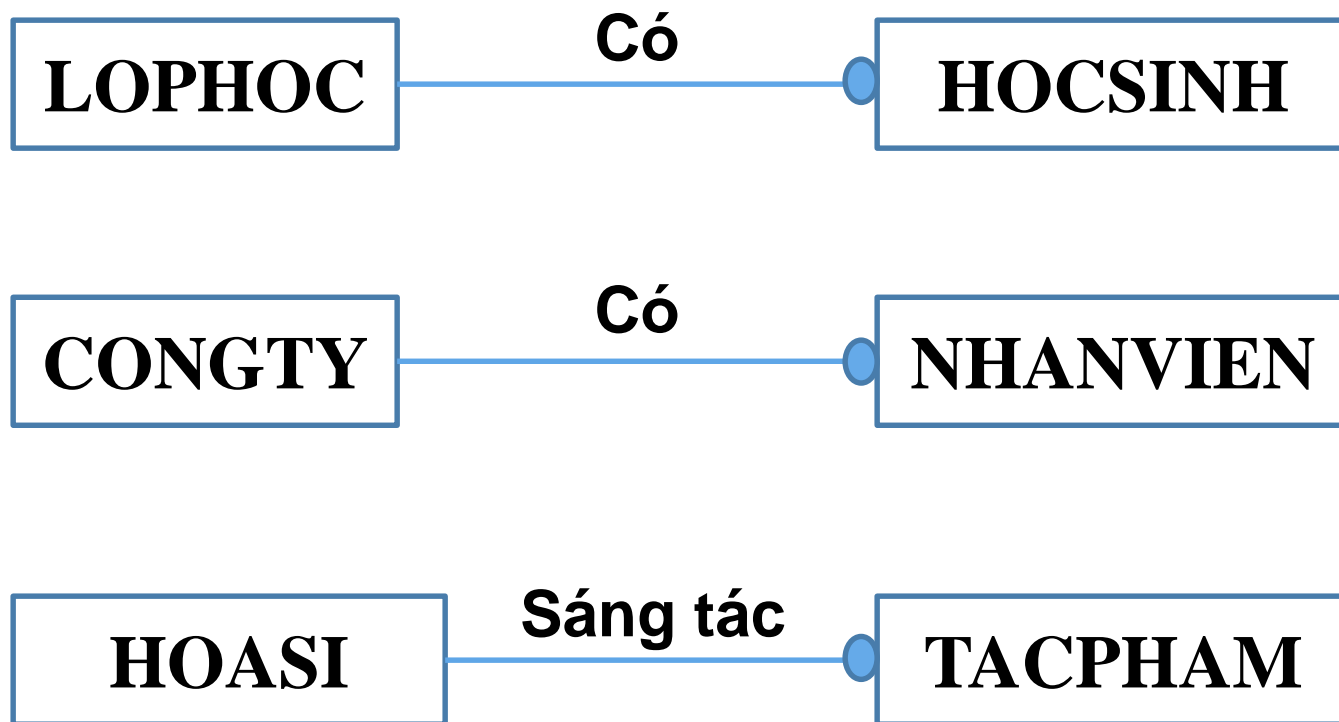 Có
LOPHOC HOCSINH
Có
CONGTY NHANVIEN
Sáng tác
HOASI TACPHAM